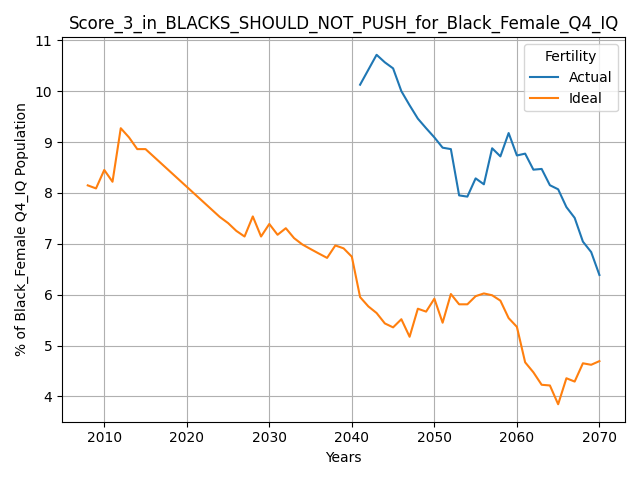 Score_3_in_BLACKS_SHOULD_NOT_PUSH_for_Black_Female_Q4_IQ
% of Black_Female Q4_IQ Population
11
10
9
8
7
6
5
4
Fertility
Actual
Ideal
2010 2020 2030 2040 2050 2060 2070
Years